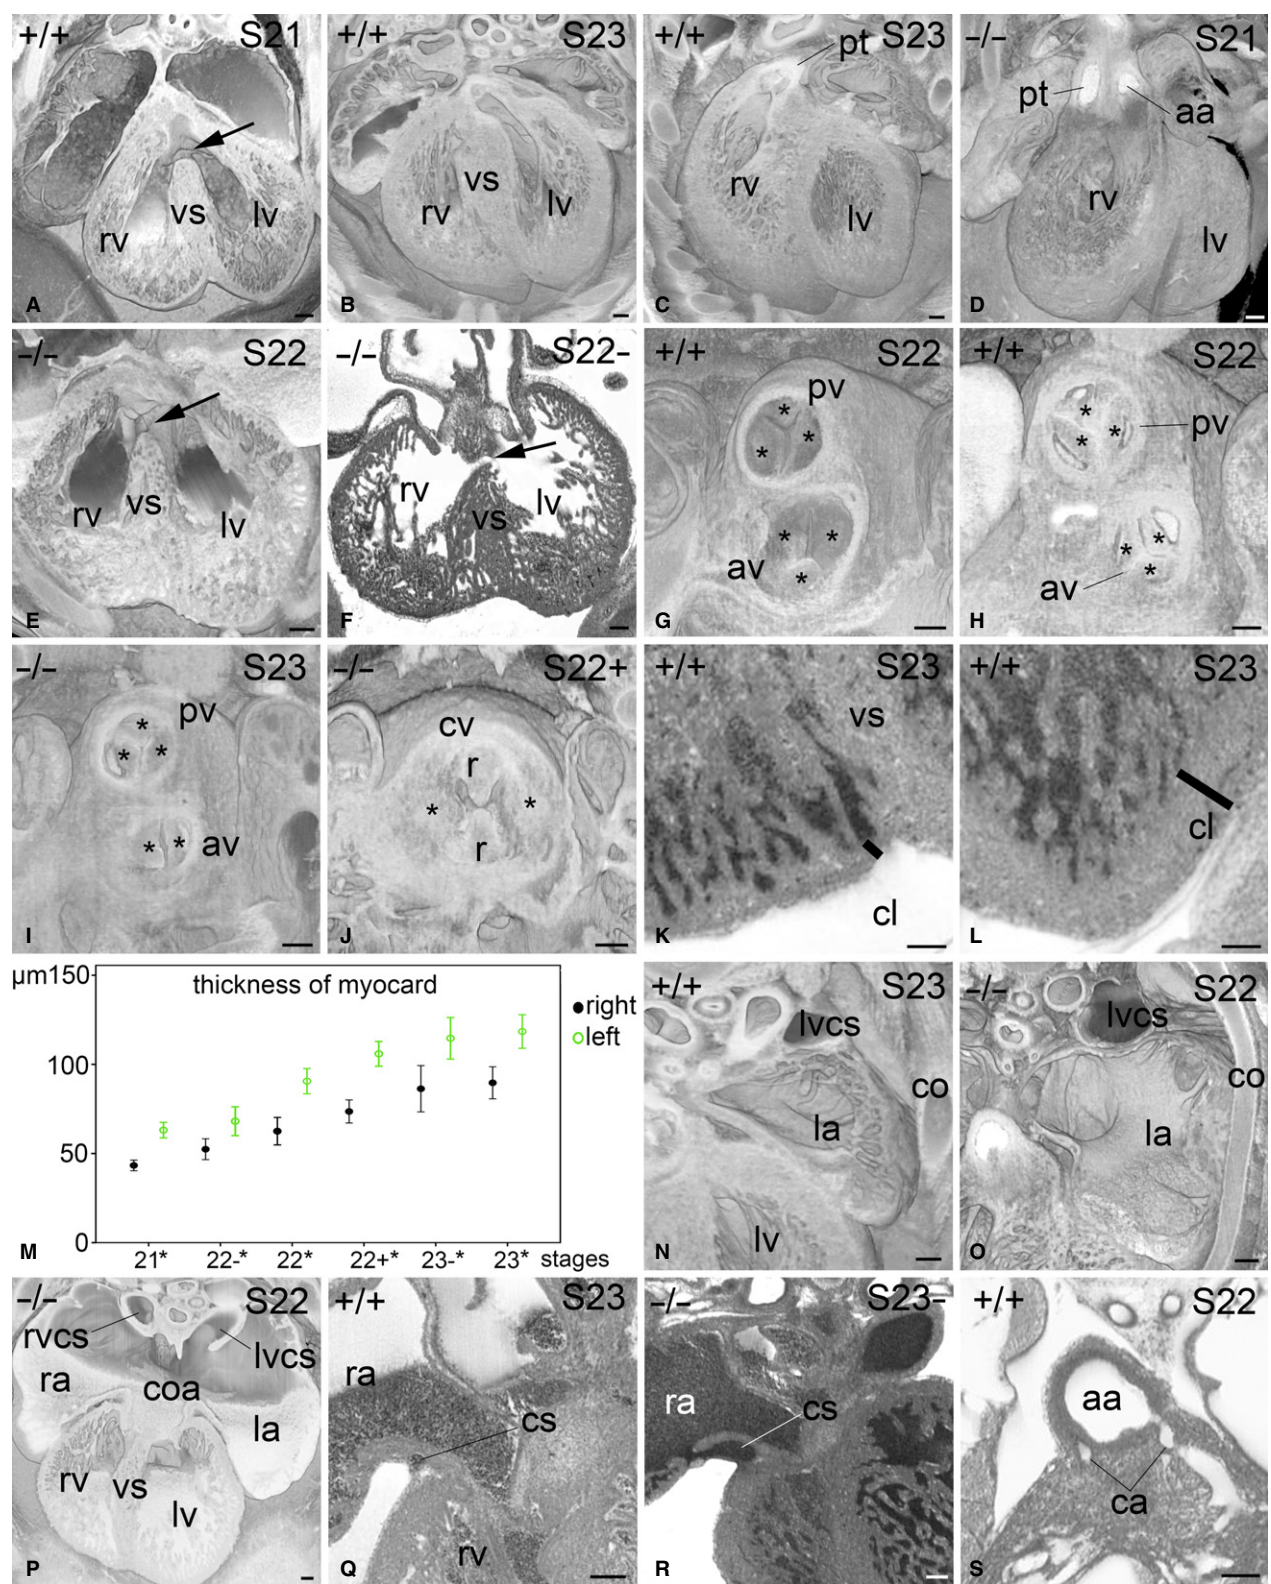 +/+ S21
vs
rv lv
A
+/+ S23
vs
rv lv
B
+/+ S23
pt
rv
lv
C
−/− S21
pt
aa
rv
lv
D
−/− S22
rv vs lv
E
−/− S22-
rv lv
vs
F
+/+ S22
pv
* * *
* *
av *
G
+/+ S22
*
* * pv
* *
av *
H
−/− S23
* pv
* *
* * av
I
−/− S22+
cv
r
* *
r
J
+/+ S23
vs
cl
K
+/+ S23
cl
L
µm150
thickness of myocard
right
left
100
50
0
21* 22-* 22* 22+* 23-* 23* stages
M
+/+ S23
lvcs
co
la
lv
N
−/− S22
lvcs
co
la
O
−/− S22
rvcs
lvcs
ra
coa
la
rv vs
lv
P
+/+ S23
ra
cs
rv
Q
−/− S23−
ra cs
R
+/+ S22
aa
ca
S